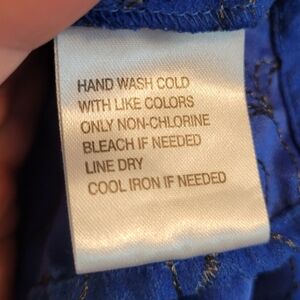 HAND WASH COLD
WITH LIKE COLORS
ONLY NON-CHLORINE
BLEACH IF NEEDED
LINE DRY
COOL IRON IF NEEDED